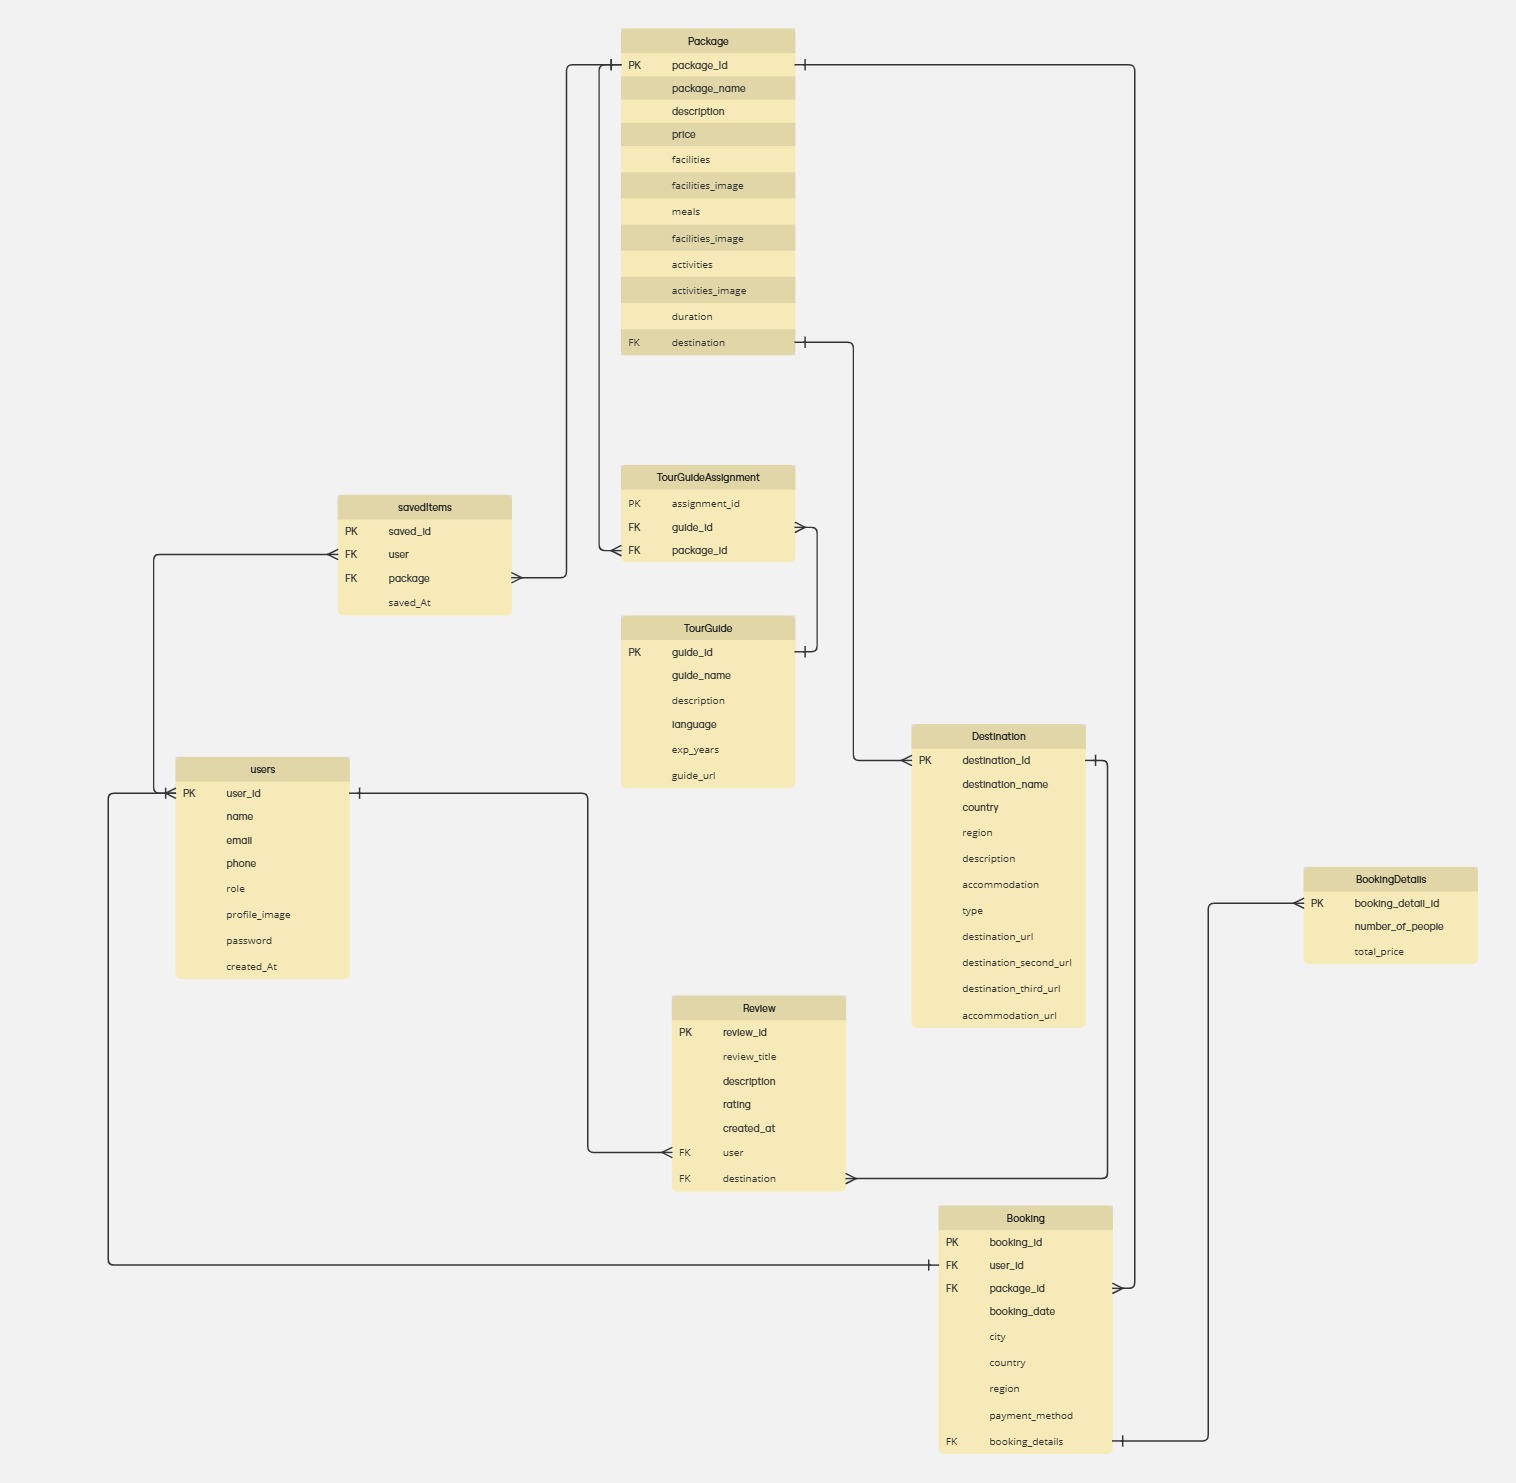 Package
PK package_id
package_name
description
price
facilities
facilities_image
meals
facilities_image
activities
activities_image
duration
FK destination
TourGuideAssignment
PK assignment_id
FK guide_id
FK package_id
savedItems
PK saved_id
FK user
FK package
saved_At
TourGuide
PK guide_id
guide_name
description
language
exp_years
guide_url
Destination
PK destination_id
destination_name
country
region
description
accommodation
type
destination_url
destination_second_url
destination_third_url
accommodation_url
users
PK user_id
name
email
phone
role
profile_image
password
created_At
BookingDetails
PK booking_detail_id
number_of_people
total_price
Review
PK review_id
review_title
description
rating
created_at
FK user
FK destination
Booking
PK booking_id
FK user_id
FK package_id
booking_date
city
country
region
payment_method
FK booking_details